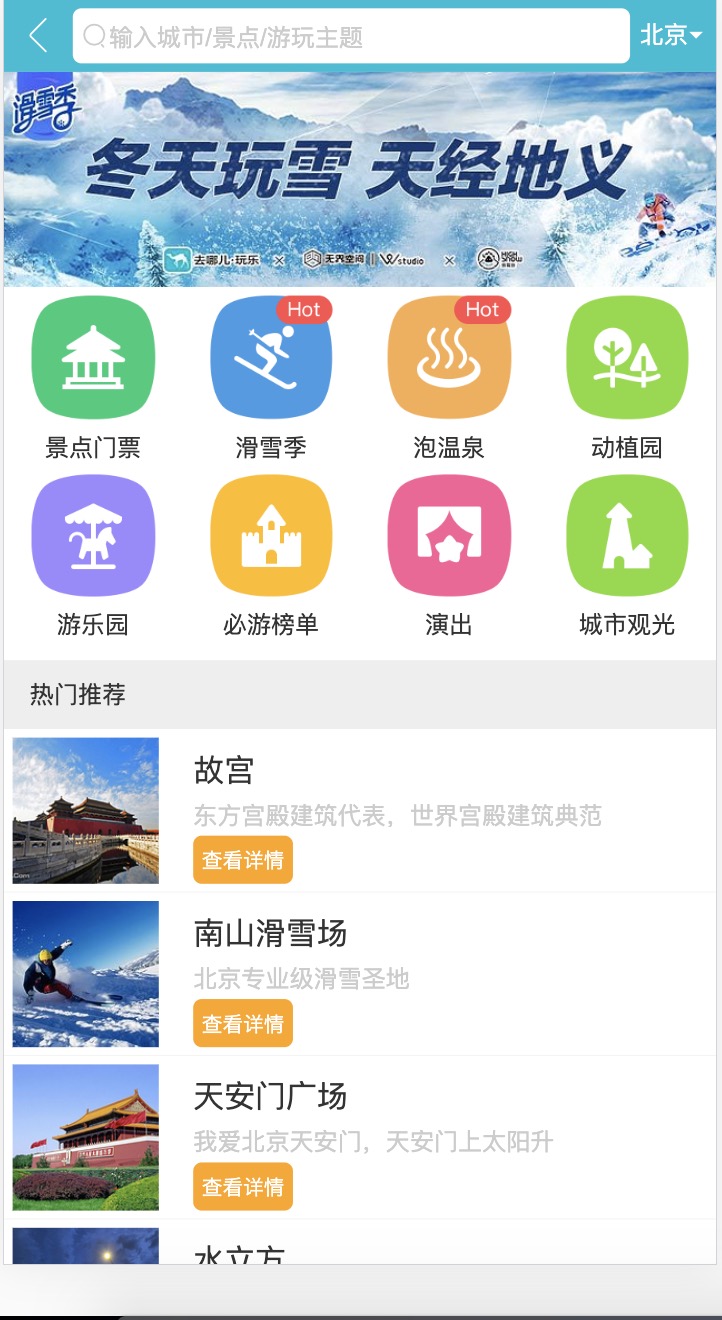 输入城市/景点/游玩主题
北京
滑雪季
冬天玩雪 天经地义
去哪儿·玩乐 × 无界空间 Wstudio × HIGH SNOW
Hot
Hot
景点门票
滑雪季
泡温泉
动植园
游乐园
必游榜单
演出
城市观光
热门推荐
故宫
东方宫殿建筑代表，世界宫殿建筑典范
查看详情
.Com
南山滑雪场
北京专业级滑雪圣地
查看详情
天安门广场
我爱北京天安门，天安门上太阳升
查看详情
水立方